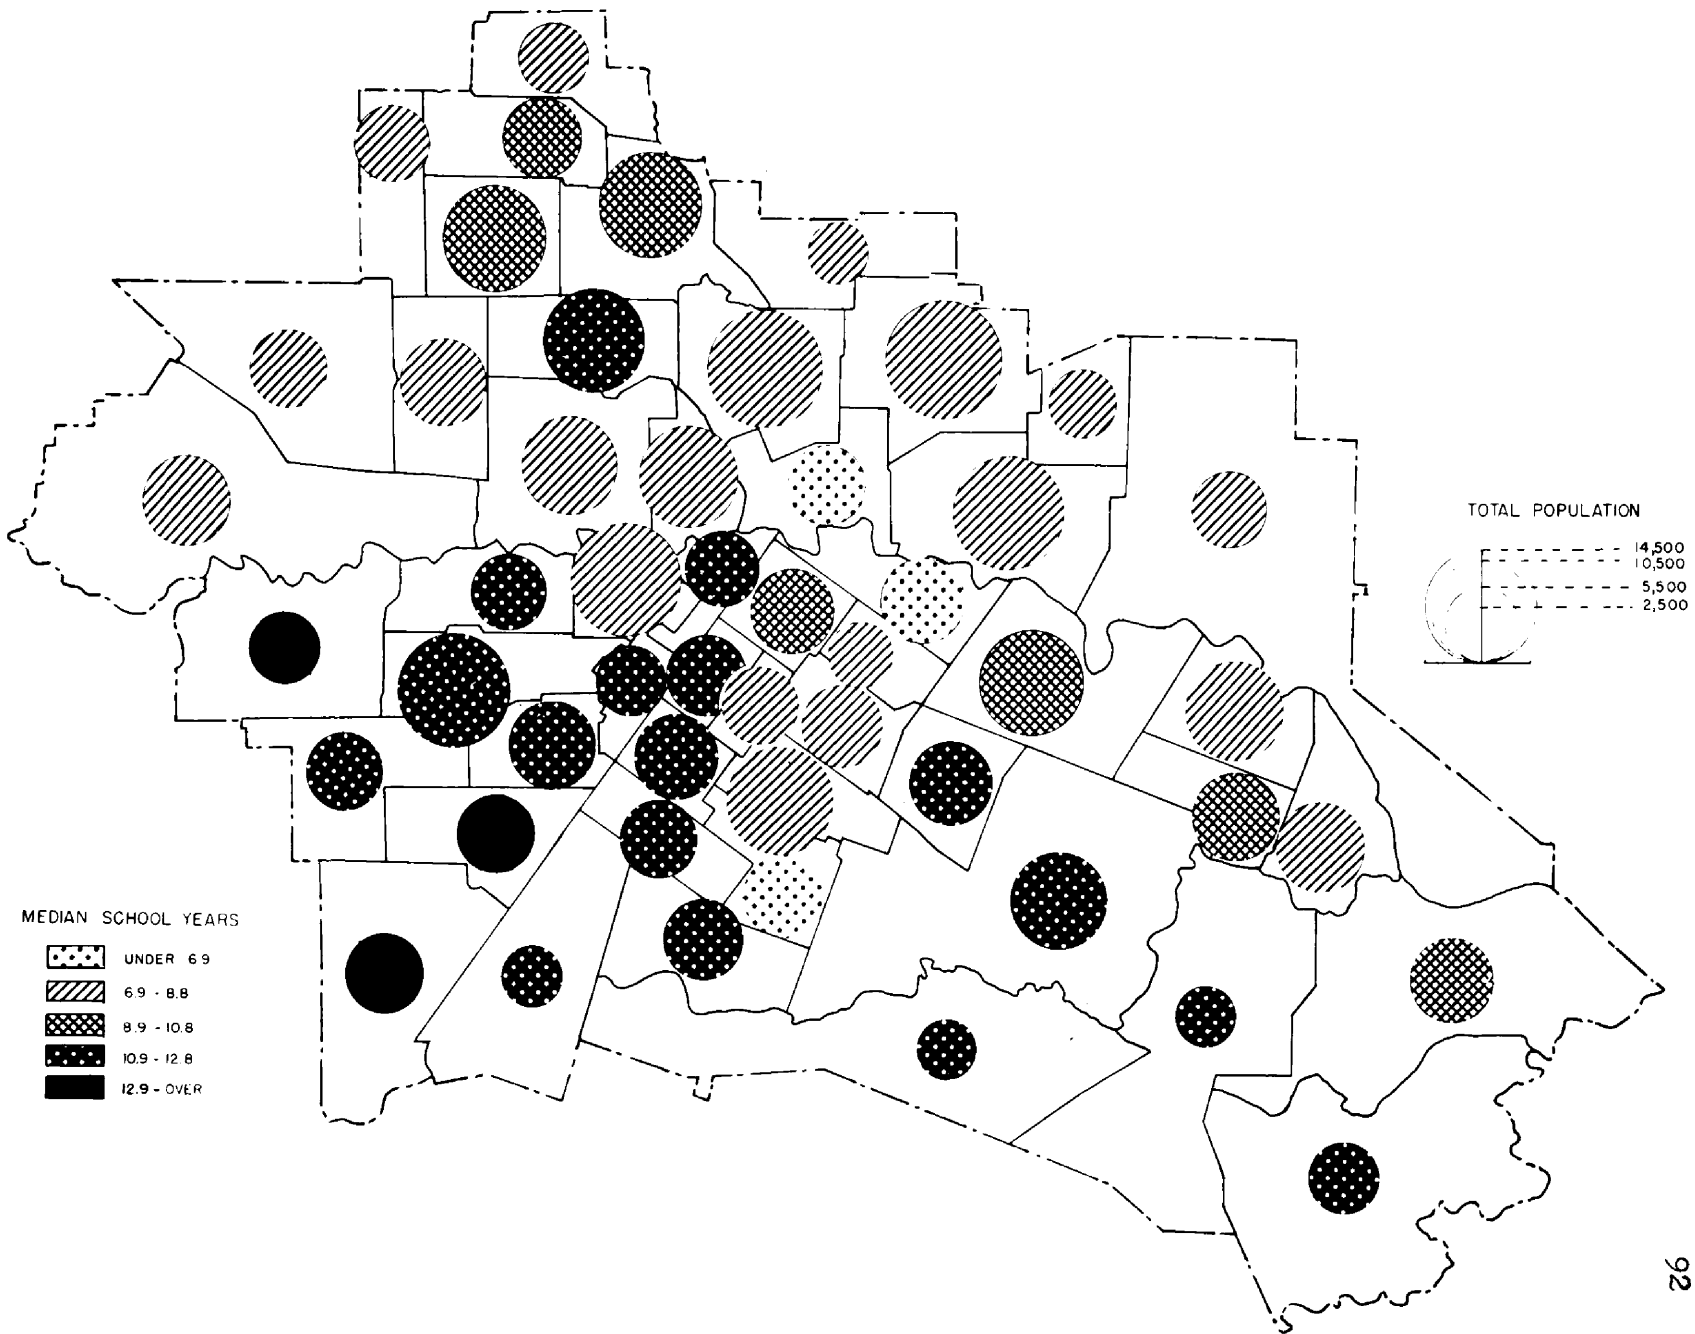 TOTAL POPULATION
14,500
10,500
5,500
2,500
MEDIAN SCHOOL YEARS
UNDER 6.9
6.9 - 8.8
8.9 - 10.8
10.9 - 12.8
12.9 - OVER
92